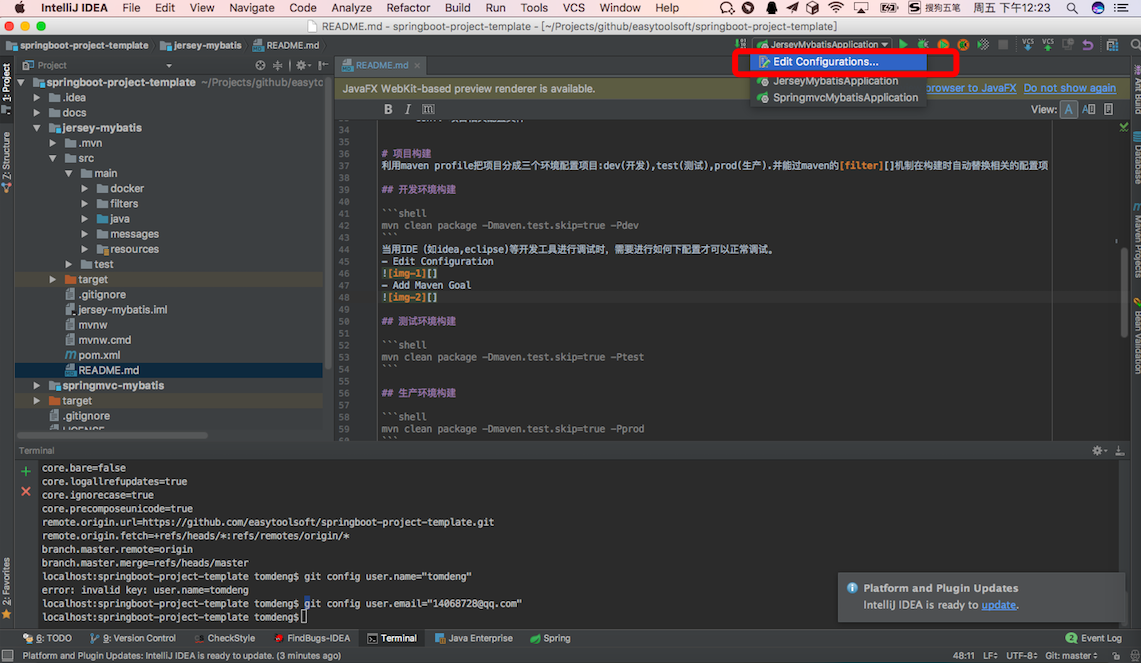 IntelliJ IDEA File Edit View Navigate Code Analyze Refactor Build Run Tools VCS Window Help 搜狗五笔 周五 下午12:23
README.md - springboot-project-template - [~/Projects/github/easytoolsoft/springboot-project-template]
springboot-project-template jersey-mybatis README.md JerseyMybatisApplication
Edit Configurations...
JerseyMybatisApplication
SpringmvcMybatisApplication
Project
README.md
JavaFX WebKit-based preview renderer is available. browser to JavaFX Do not show again
B I m View: A
1: Project
Z: Structure
2: Favorites
Ant Build
Database
Maven Projects
Bean Validation
springboot-project-template ~/Projects/github/easytoo
.idea
docs
jersey-mybatis
.mvn
src
main
docker
filters
java
messages
resources
test
target
.gitignore
jersey-mybatis.iml
mvnw
mvnw.cmd
pom.xml
README.md
springmvc-mybatis
target
.gitignore
LICENSE
34
35
36 # 项目构建
37 利用maven profile把项目分成三个环境配置项目:dev(开发),test(测试),prod(生产).并能过maven的[filter][]机制在构建时自动替换相关的配置项
38
39 ## 开发环境构建
40
41 ```shell
42 mvn clean package -Dmaven.test.skip=true -Pdev
43 ```
44 当用IDE (如idea,eclipse)等开发工具进行调试时, 需要进行如何下配置才可以正常调试。
45 - Edit Configuration
46 ![img-1][]
47 - Add Maven Goal
48 ![img-2][]
49
50 ## 测试环境构建
51
52 ```shell
53 mvn clean package -Dmaven.test.skip=true -Ptest
54 ```
55
56 ## 生产环境构建
57
58 ```shell
59 mvn clean package -Dmaven.test.skip=true -Pprod
60 ```
Terminal
core.bare=false
core.logallrefupdates=true
core.ignorecase=true
core.precomposeunicode=true
remote.origin.url=https://github.com/easytoolsoft/springboot-project-template.git
remote.origin.fetch=+refs/heads/*:refs/remotes/origin/*
branch.master.remote=origin
branch.master.merge=refs/heads/master
localhost:springboot-project-template tomdeng$ git config user.name="tomdeng"
error: invalid key: user.name=tomdeng
localhost:springboot-project-template tomdeng$ git config user.email="14068728@qq.com"
localhost:springboot-project-template tomdeng$
Platform and Plugin Updates
IntelliJ IDEA is ready to update.
6: TODO 9: Version Control CheckStyle FindBugs-IDEA Terminal Java Enterprise Spring 2 Event Log
Platform and Plugin Updates: IntelliJ IDEA is ready to update. (3 minutes ago) 48:11 LF UTF-8 Git: master